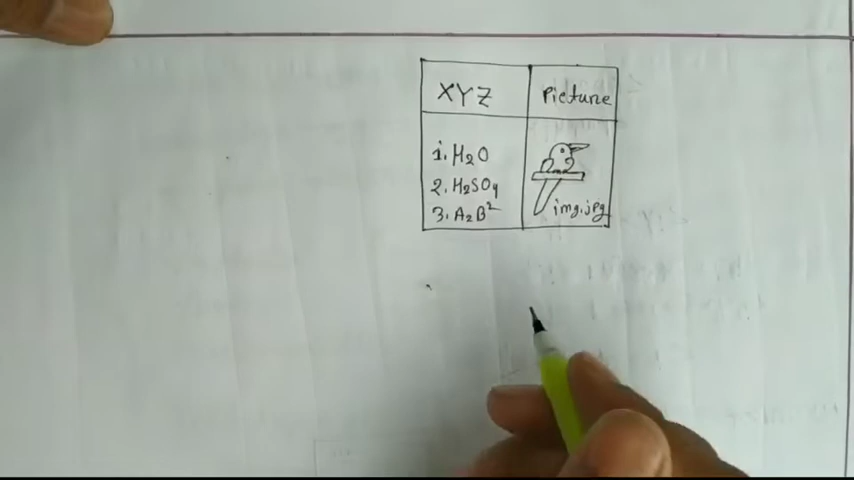 XYZ
Picture
1. H₂O
2. H₂SO₄
3. A₂B²
img.jpg